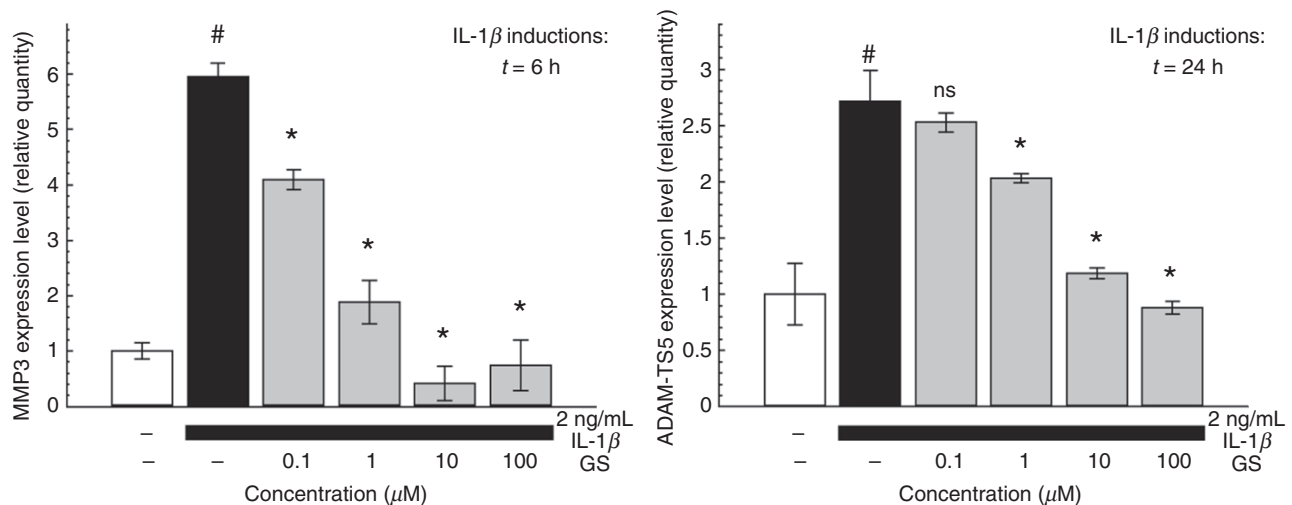 MMP3 expression level (relative quantity)
6
5
4
3
2
1
0
#
*
*
*
*
IL-1β inductions:
t = 6 h
2 ng/mL
– IL-1β
– – 0.1 1 10 100 GS
Concentration (μM)
ADAM-TS5 expression level (relative quantity)
3
2.5
2
1.5
1
0.5
0
#
ns
*
*
*
IL-1β inductions:
t = 24 h
2 ng/mL
– IL-1β
– – 0.1 1 10 100 GS
Concentration (μM)